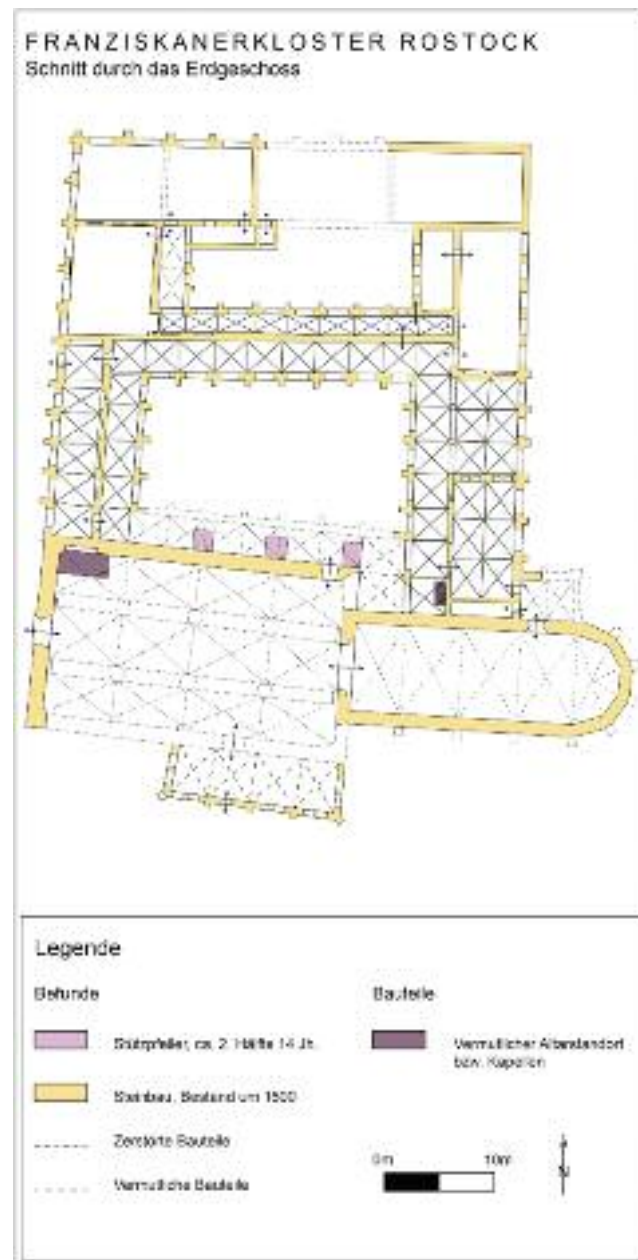 FRANZISKANERKLOSTER ROSTOCK
Schnitt durch das Erdgeschoss
Legende
Befunde
Bauteile
Stützpfeiler, ca. 2. Hälfte 14 Jh.
Vermutlicher Altarstandort
bzw. Kapellen
Steinbau, Bestand um 1500
Zerstörte Bauteile
Vermutliche Bauteile
0m 10m